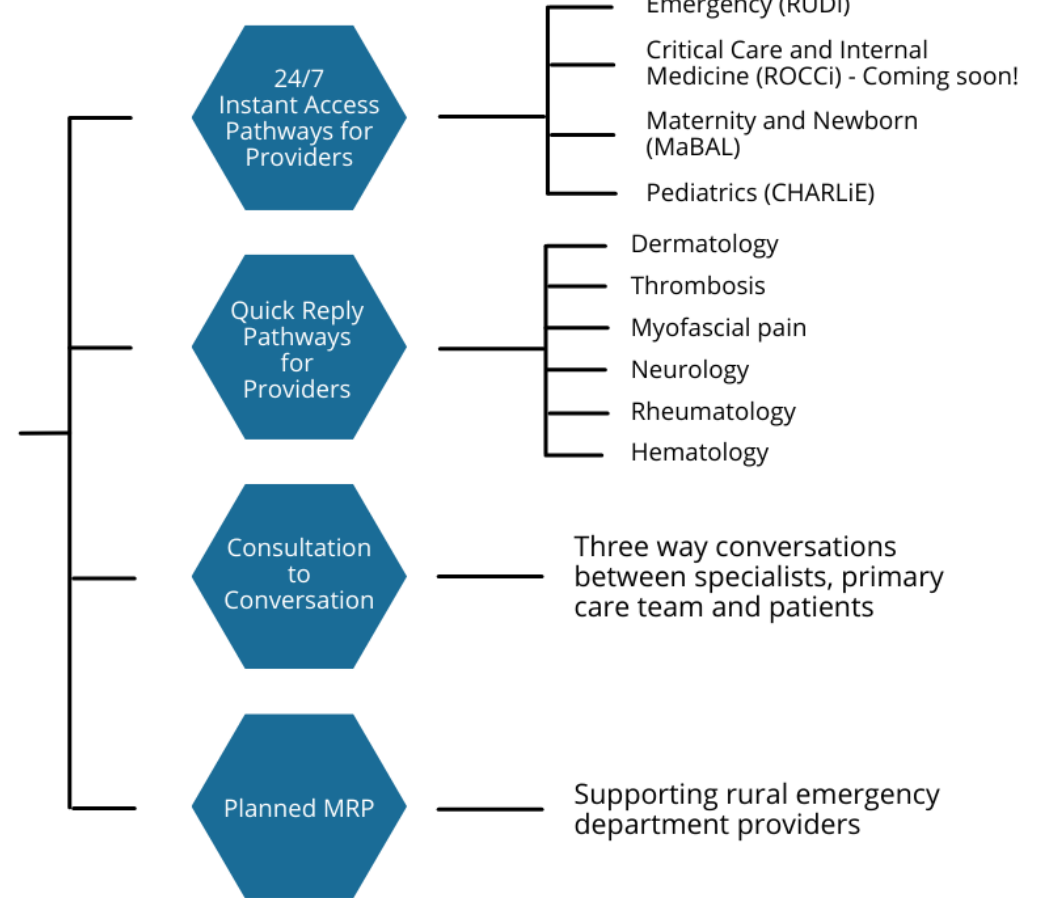 24/7
Instant Access
Pathways for
Providers
Emergency (RUDi)
Critical Care and Internal
Medicine (ROCCi) - Coming soon!
Maternity and Newborn
(MaBAL)
Pediatrics (CHARLiE)
Quick Reply
Pathways
for
Providers
Dermatology
Thrombosis
Myofascial pain
Neurology
Rheumatology
Hematology
Consultation
to
Conversation
Three way conversations
between specialists, primary
care team and patients
Planned MRP
Supporting rural emergency
department providers